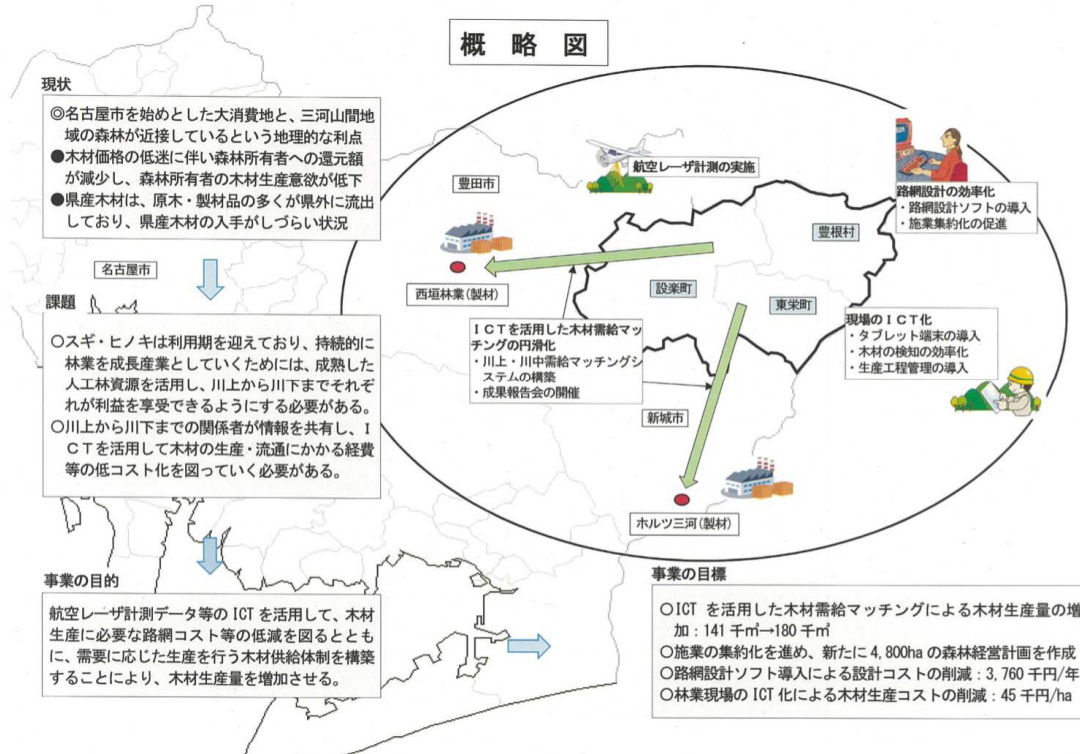 概略図
現状
◎名古屋市を始めとした大消費地と、三河山間地
域の森林が近接しているという地理的な利点
●木材価格の低迷に伴い森林所有者への還元額
が減少し、森林所有者の木材生産意欲が低下
●県産木材は、原木・製材品の多くが県外に流出
しており、県産木材の入手がしづらい状況
名古屋市
課題
○スギ・ヒノキは利用期を迎えており、持続的に
林業を成長産業としていくためには、成熟した
人工林資源を活用し、川上から川下までそれぞ
れが利益を享受できるようにする必要がある。
○川上から川下までの関係者が情報を共有し、I
CTを活用して木材の生産・流通にかかる経費
等の低コスト化を図っていく必要がある。
事業の目的
航空レーザ計測データ等の ICT を活用して、木材
生産に必要な路網コスト等の低減を図るととも
に、需要に応じた生産を行う木材供給体制を構築
することにより、木材生産量を増加させる。
豊田市
航空レーザ計測の実施
路網設計の効率化
・路網設計ソフトの導入
・施業集約化の促進
豊根村
西垣林業(製材)
設楽町
東栄町
ICTを活用した木材需給マッ
チングの円滑化
・川上・川中需給マッチングシ
ステムの構築
・成果報告会の開催
現場のICT化
・タブレット端末の導入
・木材の検知の効率化
・生産工程管理の導入
新城市
ホルツ三河(製材)
事業の目標
○ICT を活用した木材需給マッチングによる木材生産量の増
加：141 千㎥→180 千㎥
○施業の集約化を進め、新たに 4,800ha の森林経営計画を作成
○路網設計ソフト導入による設計コストの削減：3,760 千円/年
○林業現場の ICT 化による木材生産コストの削減：45 千円/ha